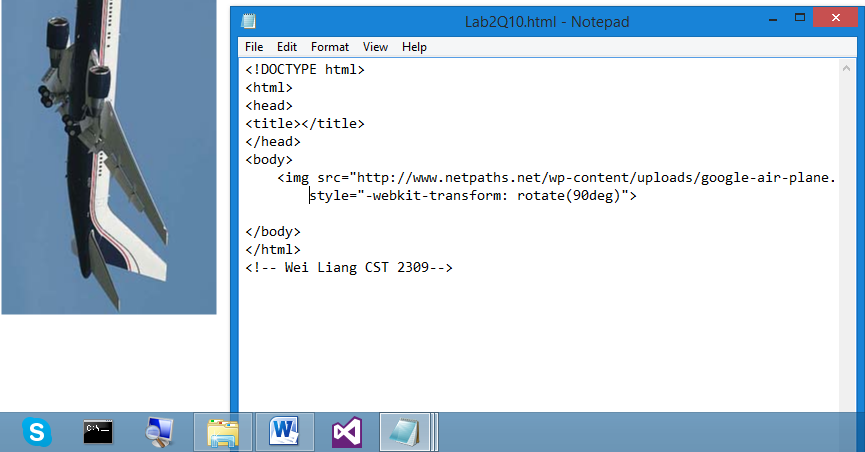 Lab2Q10.html - Notepad
File Edit Format View Help
<!DOCTYPE html>
<html>
<head>
<title></title>
</head>
<body>
<img src="http://www.netpaths.net/wp-content/uploads/google-air-plane.
style="-webkit-transform: rotate(90deg)">
</body>
</html>
<!-- Wei Liang CST 2309-->
C:\_